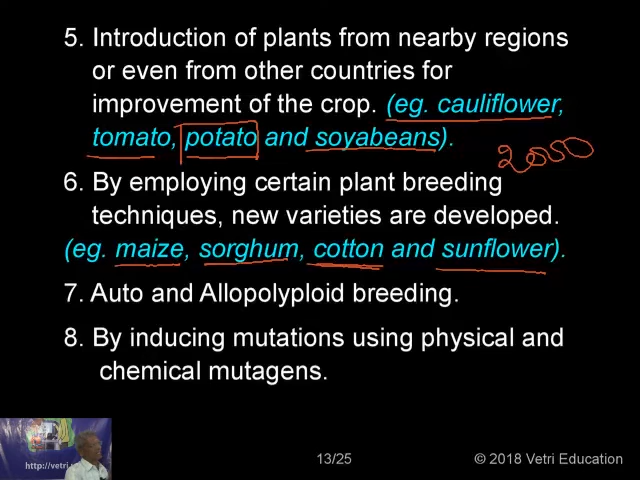 5. Introduction of plants from nearby regions
or even from other countries for
improvement of the crop. (eg. cauliflower,
tomato, potato and soyabeans).
2000
6. By employing certain plant breeding
techniques, new varieties are developed.
(eg. maize, sorghum, cotton and sunflower).
7. Auto and Allopolyploid breeding.
8. By inducing mutations using physical and
chemical mutagens.
http://vetri
13/25
© 2018 Vetri Education